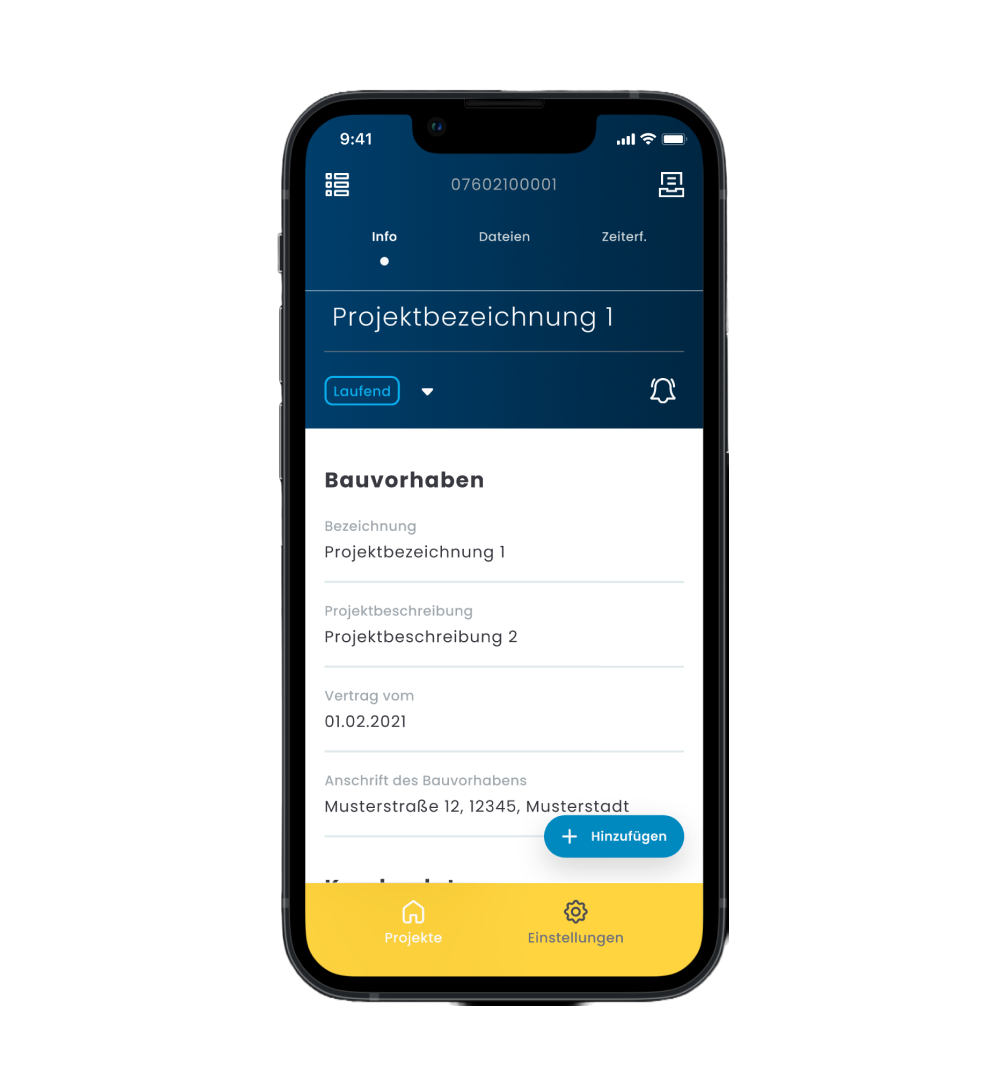 9:41
07602100001
Info Dateien Zeiterf.
Projektbezeichnung 1
Laufend
Bauvorhaben
Bezeichnung
Projektbezeichnung 1
Projektbeschreibung
Projektbeschreibung 2
Vertrag vom
01.02.2021
Anschrift des Bauvorhabens
Musterstraße 12, 12345, Musterstadt
Hinzufügen
Projekte Einstellungen